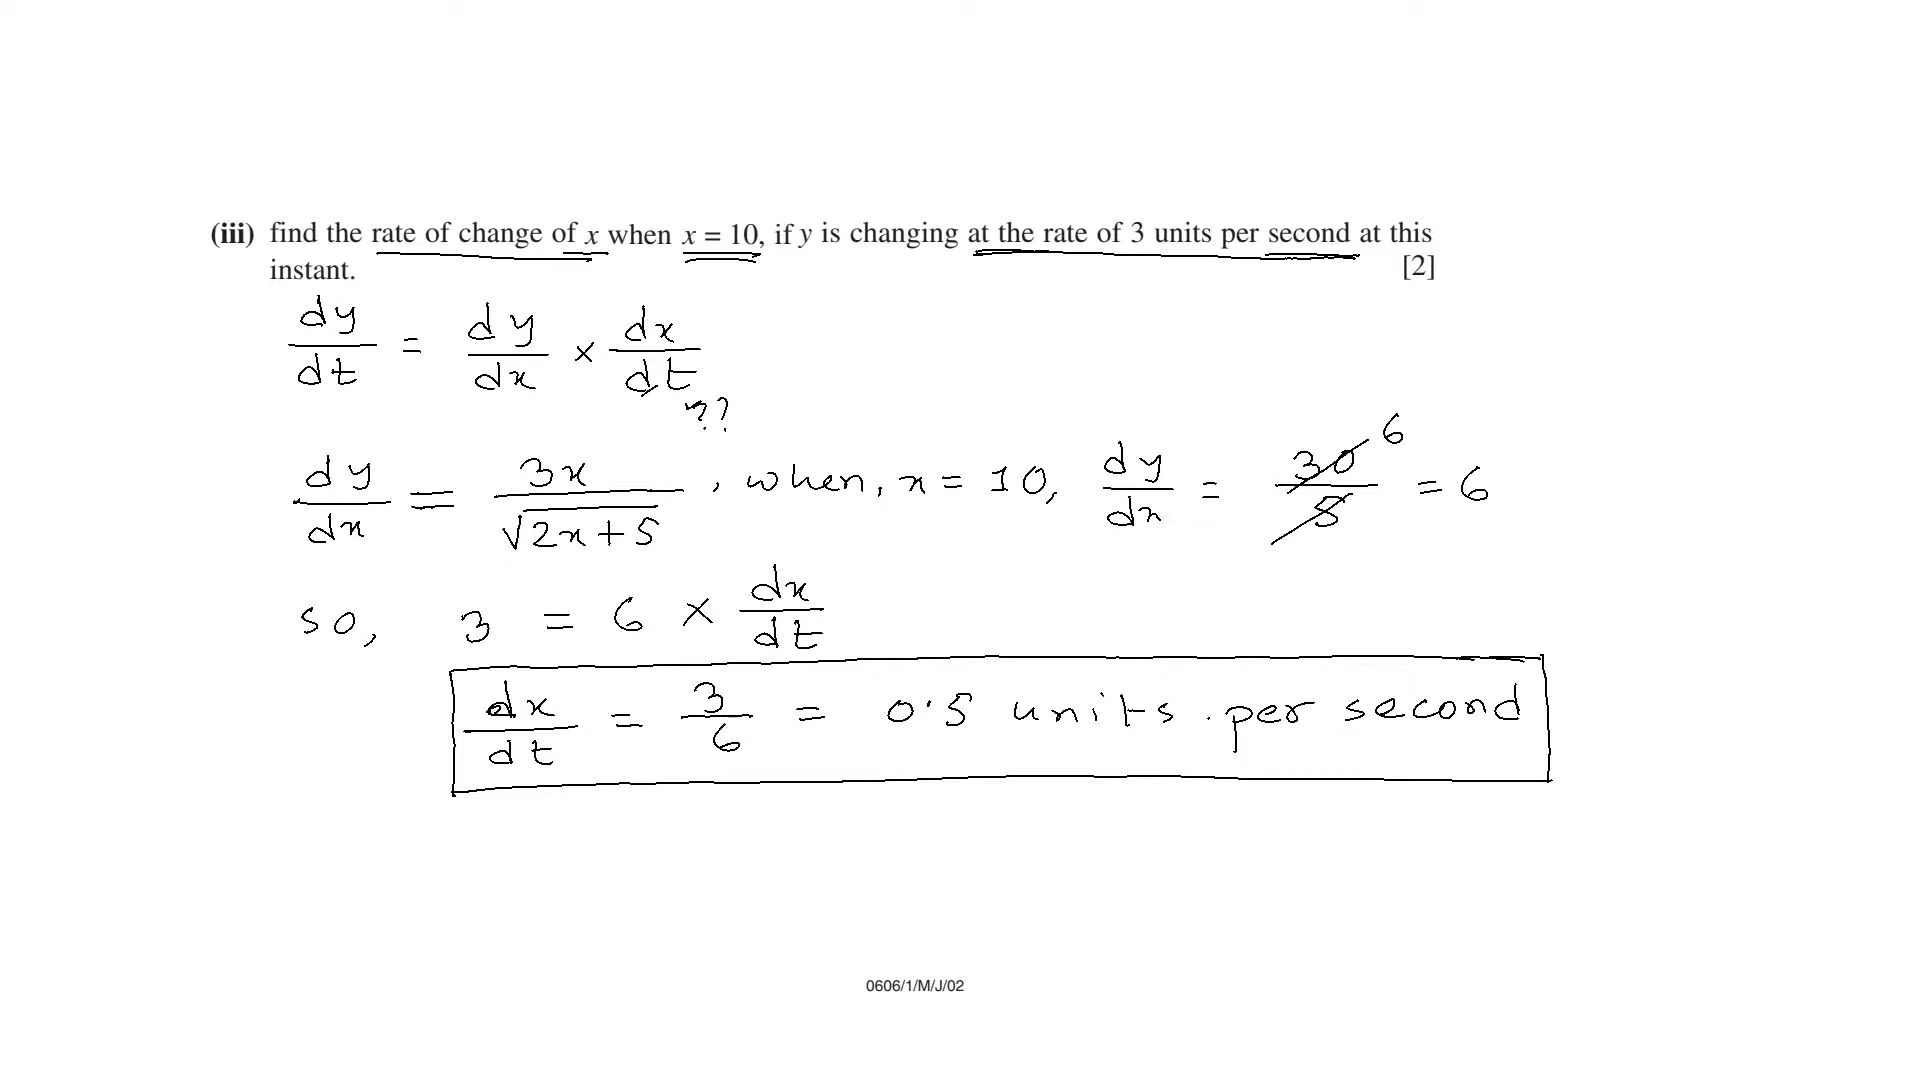 (iii) find the rate of change of x when x = 10, if y is changing at the rate of 3 units per second at this
instant. [2]
dy/dt = dy/dx × dx/dt
??
dy/dx = 3x/√2x+5 , when, x = 10, dy/dx = 30/5 6 = 6
so, 3 = 6 × dx/dt
dx/dt = 3/6 = 0.5 units . per second
0606/1/M/J/02